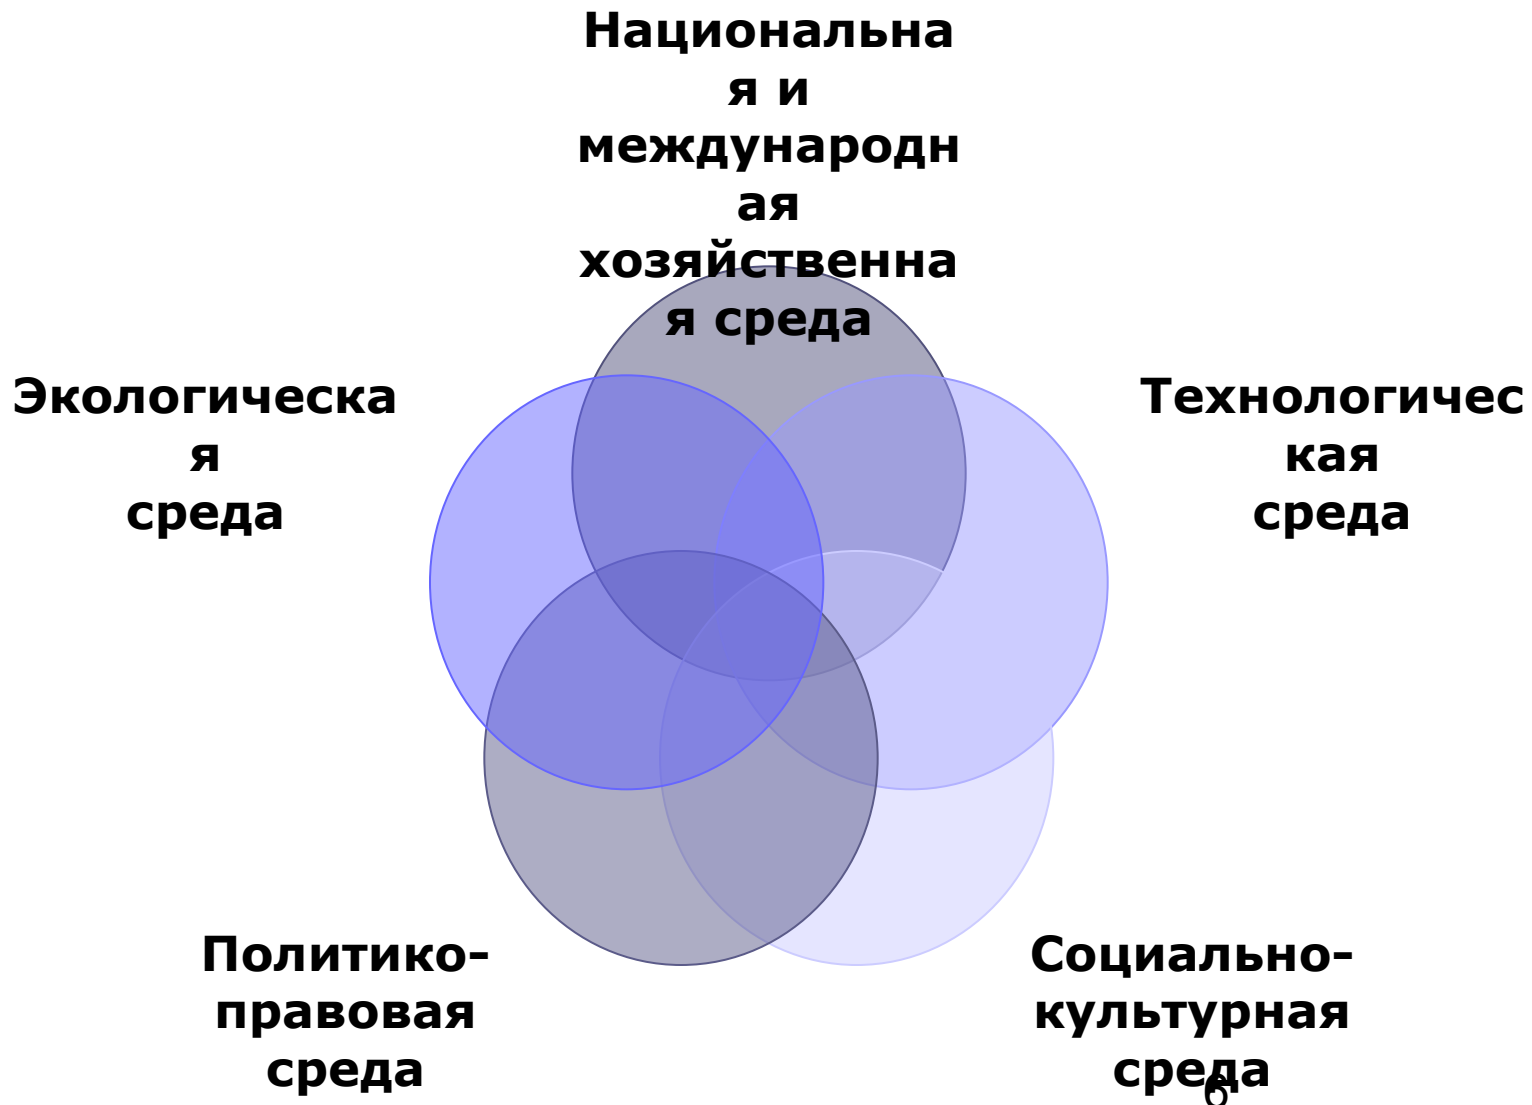 Национальна
я и
международн
ая
хозяйственна
я среда
Экологическа
я
среда
Технологичес
кая
среда
Политико-
правовая
среда
Социально-
культурная
среда
6